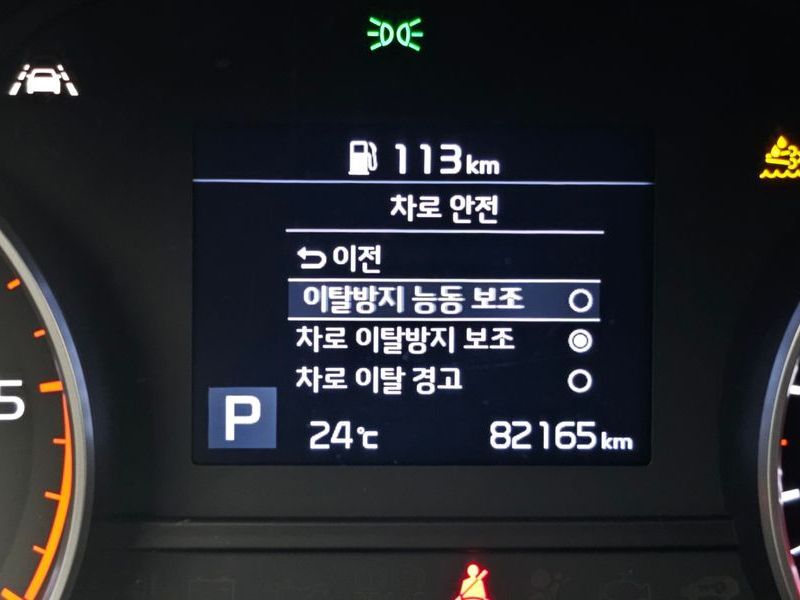 113km
차로 안전
이전
이탈방지 능동 보조
차로 이탈방지 보조
차로 이탈 경고
5
P
24℃
82165km